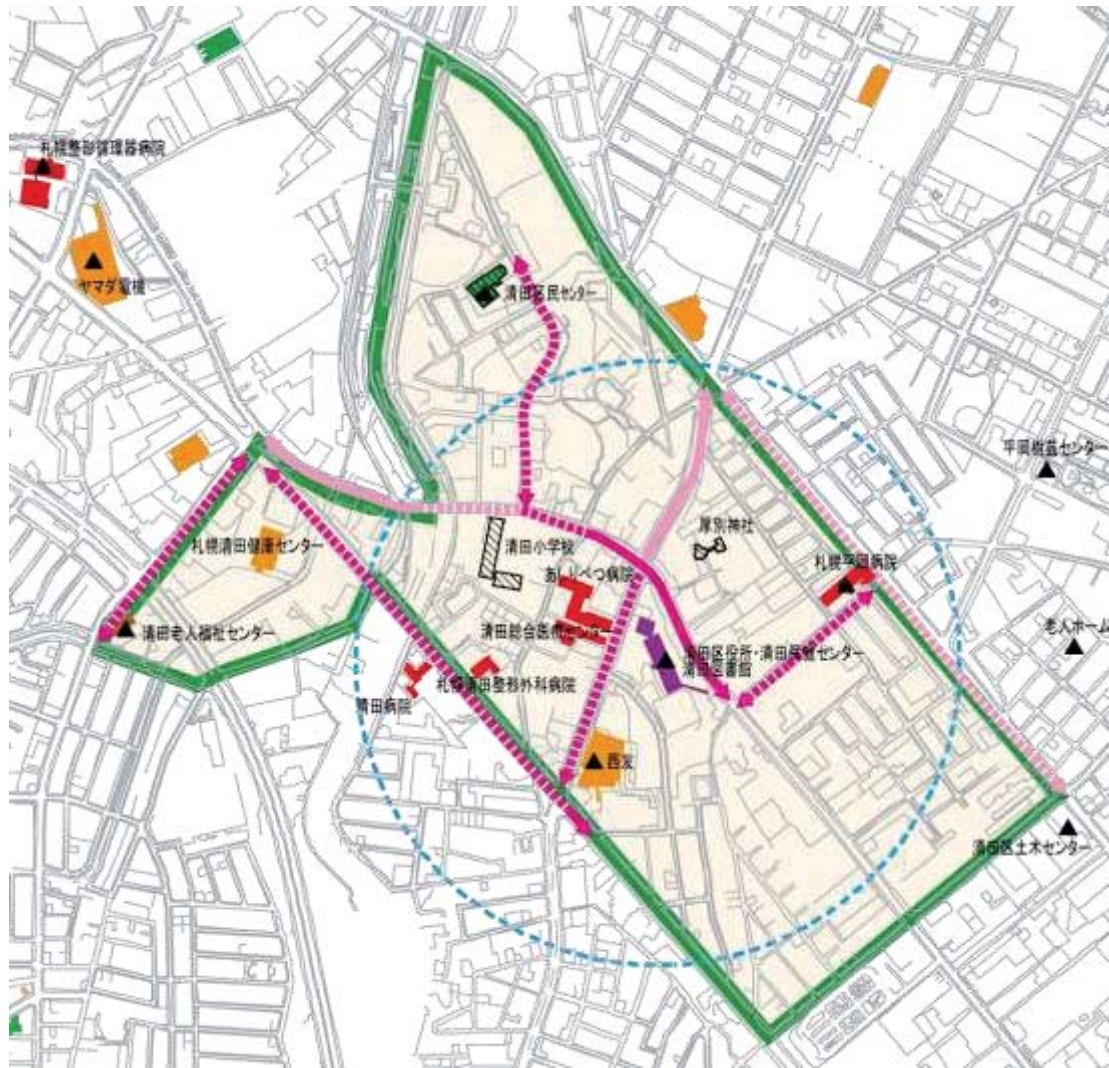 札幌整形循環器病院
ヤマダ電機
清田区民センター
平岡樹芸センター
厚別神社
札幌清田健康センター
清田小学校
あしりべつ病院
札幌平岡病院
清田老人福祉センター
清田総合医療センター
老人ホーム
清田区役所・清田保健センター
清田図書館
札幌清田整形外科病院
清田病院
西友
清田区土木センター